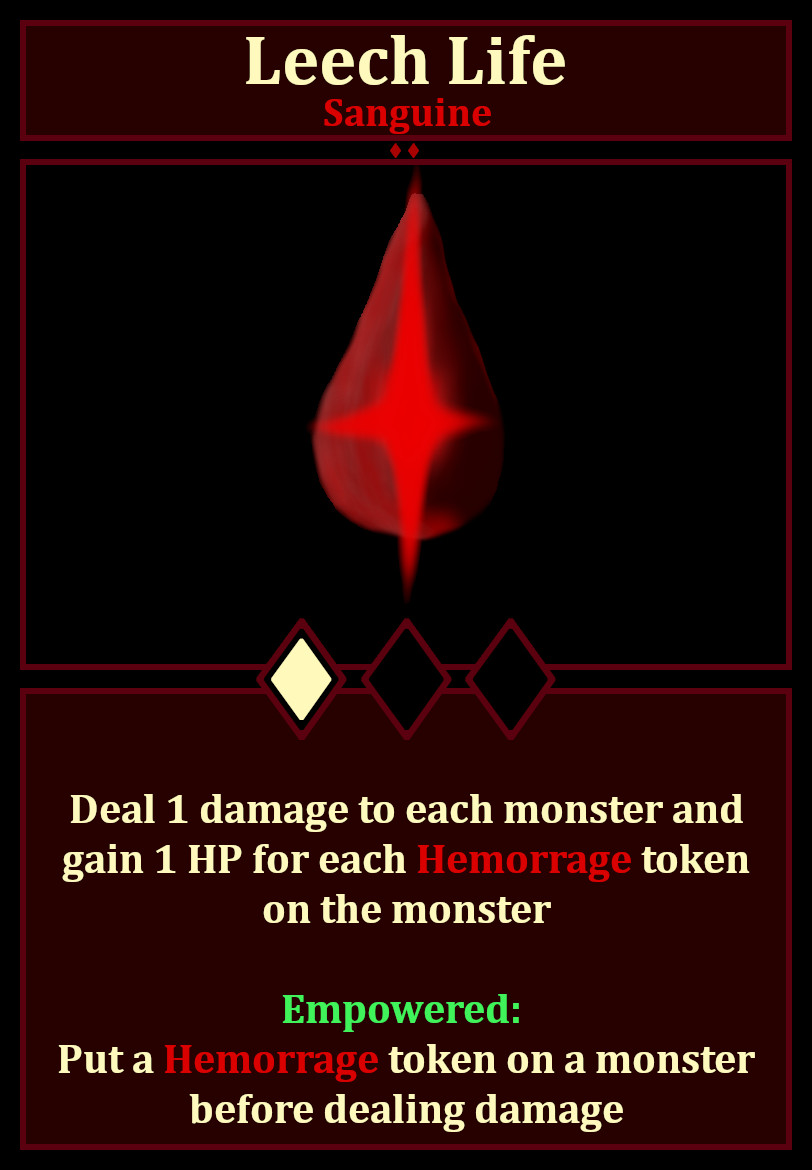 Leech Life
Sanguine
Deal 1 damage to each monster and
gain 1 HP for each Hemorrage token
on the monster
Empowered:
Put a Hemorrage token on a monster
before dealing damage